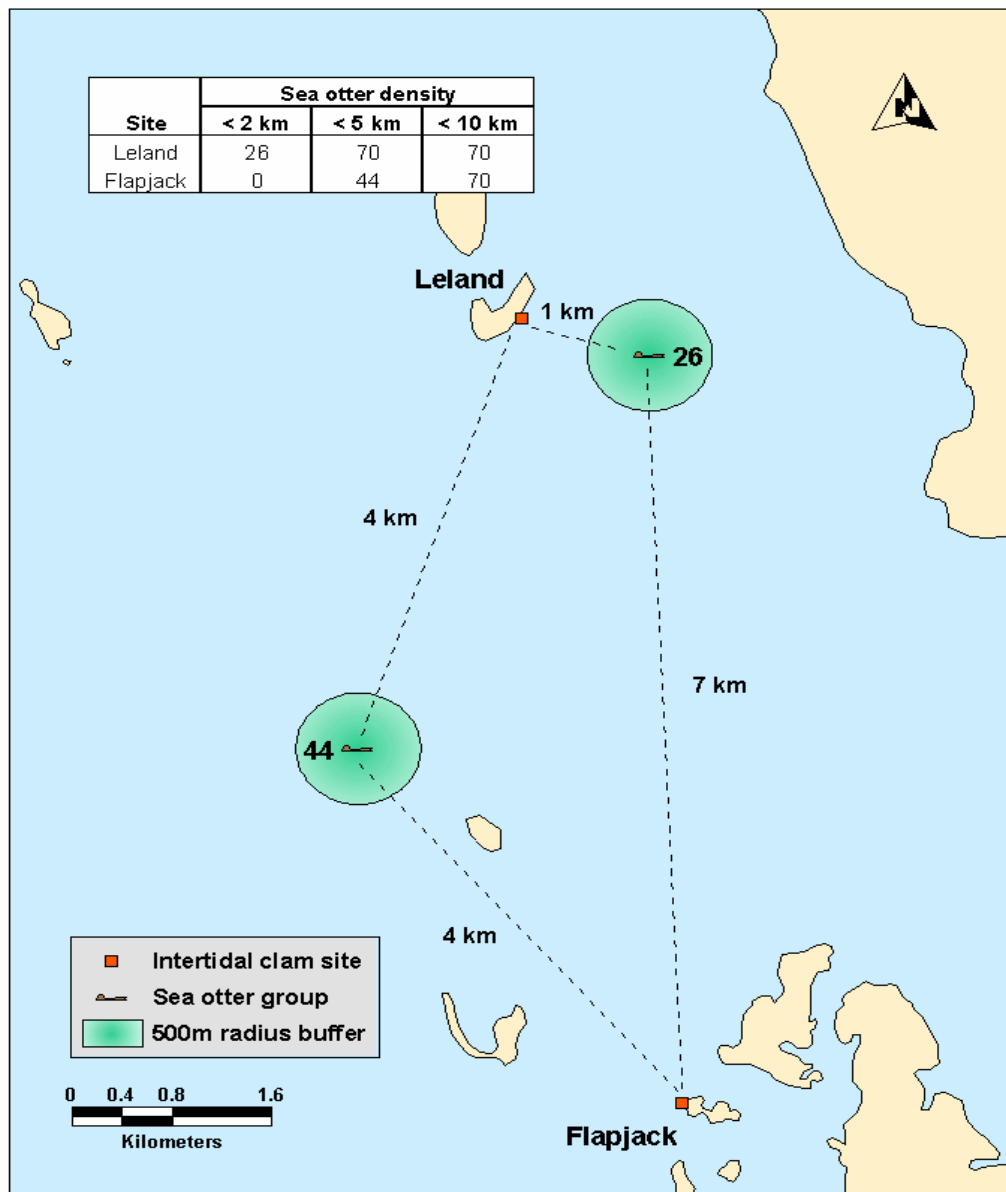 Sea otter density
Site < 2 km < 5 km < 10 km
Leland 26 70 70
Flapjack 0 44 70
N
Leland
1 km
26
4 km
7 km
44
4 km
Intertidal clam site
Sea otter group
500m radius buffer
0 0.4 0.8 1.6
Kilometers
Flapjack